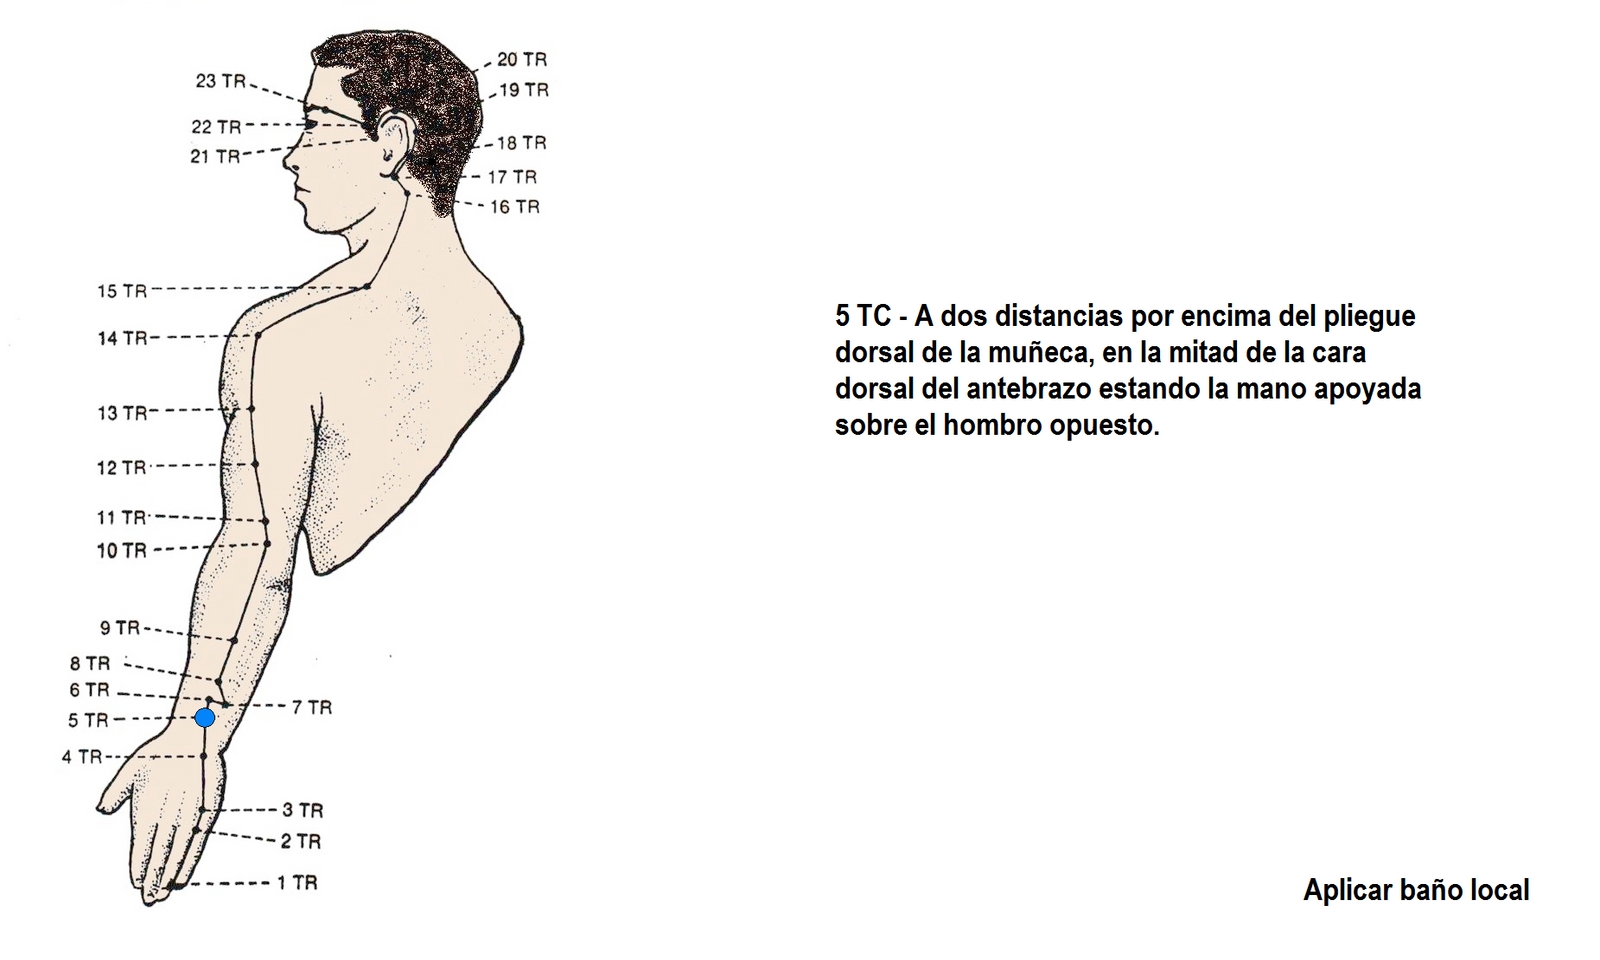 20 TR
23 TR
19 TR
22 TR
18 TR
21 TR
17 TR
16 TR
15 TR
14 TR
13 TR
12 TR
11 TR
10 TR
9 TR
8 TR
6 TR
7 TR
5 TR
4 TR
3 TR
2 TR
1 TR
5 TC - A dos distancias por encima del pliegue
dorsal de la muñeca, en la mitad de la cara
dorsal del antebrazo estando la mano apoyada
sobre el hombro opuesto.
Aplicar baño local